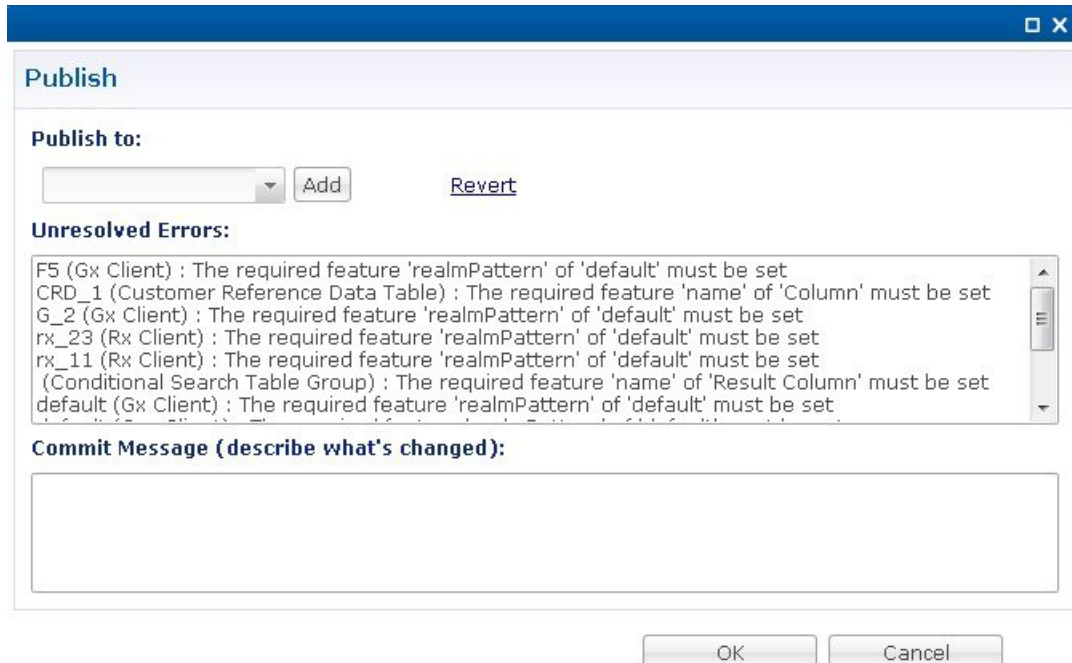 Publish
Publish to:
Add Revert
Unresolved Errors:
F5 (Gx Client) : The required feature 'realmPattern' of 'default' must be set
CRD_1 (Customer Reference Data Table) : The required feature 'name' of 'Column' must be set
G_2 (Gx Client) : The required feature 'realmPattern' of 'default' must be set
rx_23 (Rx Client) : The required feature 'realmPattern' of 'default' must be set
rx_11 (Rx Client) : The required feature 'realmPattern' of 'default' must be set
(Conditional Search Table Group) : The required feature 'name' of 'Result Column' must be set
default (Gx Client) : The required feature 'realmPattern' of 'default' must be set
Commit Message (describe what's changed):
OK Cancel